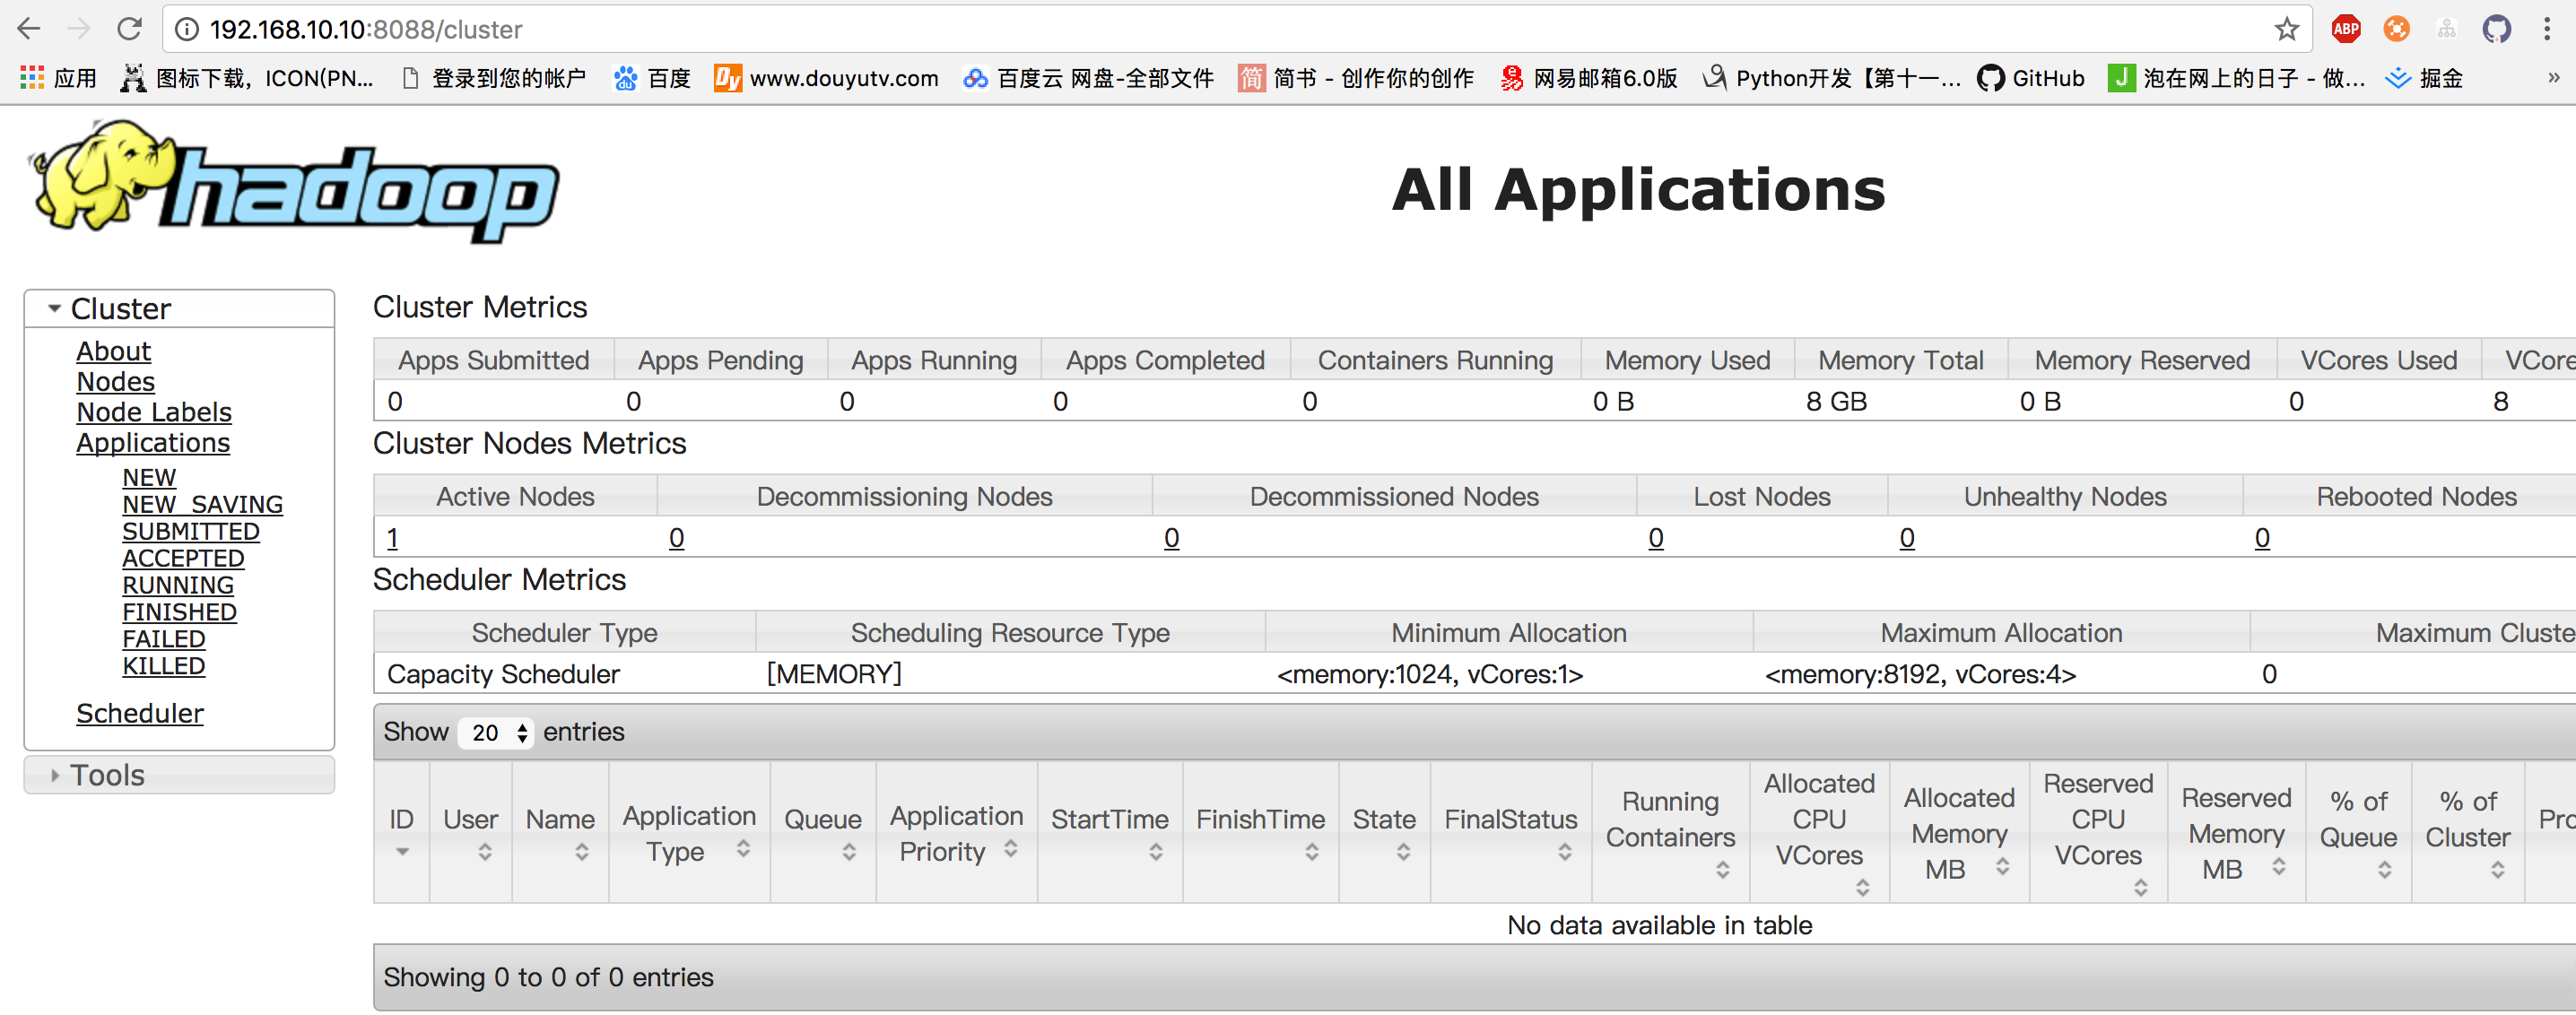 192.168.10.10:8088/cluster
ABP
应用 图标下载，ICON(PN... 登录到您的帐户 du 百度 Dy www.douyutv.com 百度云 网盘-全部文件 简 简书 - 创作你的创作 易 网易邮箱6.0版 Python开发【第十一... GitHub J 泡在网上的日子 - 做... 掘金 »
hadoop
All Applications
Cluster
About
Nodes
Node Labels
Applications
NEW
NEW_SAVING
SUBMITTED
ACCEPTED
RUNNING
FINISHED
FAILED
KILLED
Scheduler
Tools
Cluster Metrics
Apps Submitted Apps Pending Apps Running Apps Completed Containers Running Memory Used Memory Total Memory Reserved VCores Used VCore
0 0 0 0 0 0 B 8 GB 0 B 0 8
Cluster Nodes Metrics
Active Nodes Decommissioning Nodes Decommissioned Nodes Lost Nodes Unhealthy Nodes Rebooted Nodes
1 0 0 0 0 0
Scheduler Metrics
Scheduler Type Scheduling Resource Type Minimum Allocation Maximum Allocation Maximum Cluste
Capacity Scheduler [MEMORY] <memory:1024, vCores:1> <memory:8192, vCores:4> 0
Show 20 entries
ID User Name Application Type Queue Application Priority StartTime FinishTime State FinalStatus Running Containers Allocated CPU VCores Allocated Memory MB Reserved CPU VCores Reserved Memory MB % of Queue % of Cluster Pro
No data available in table
Showing 0 to 0 of 0 entries